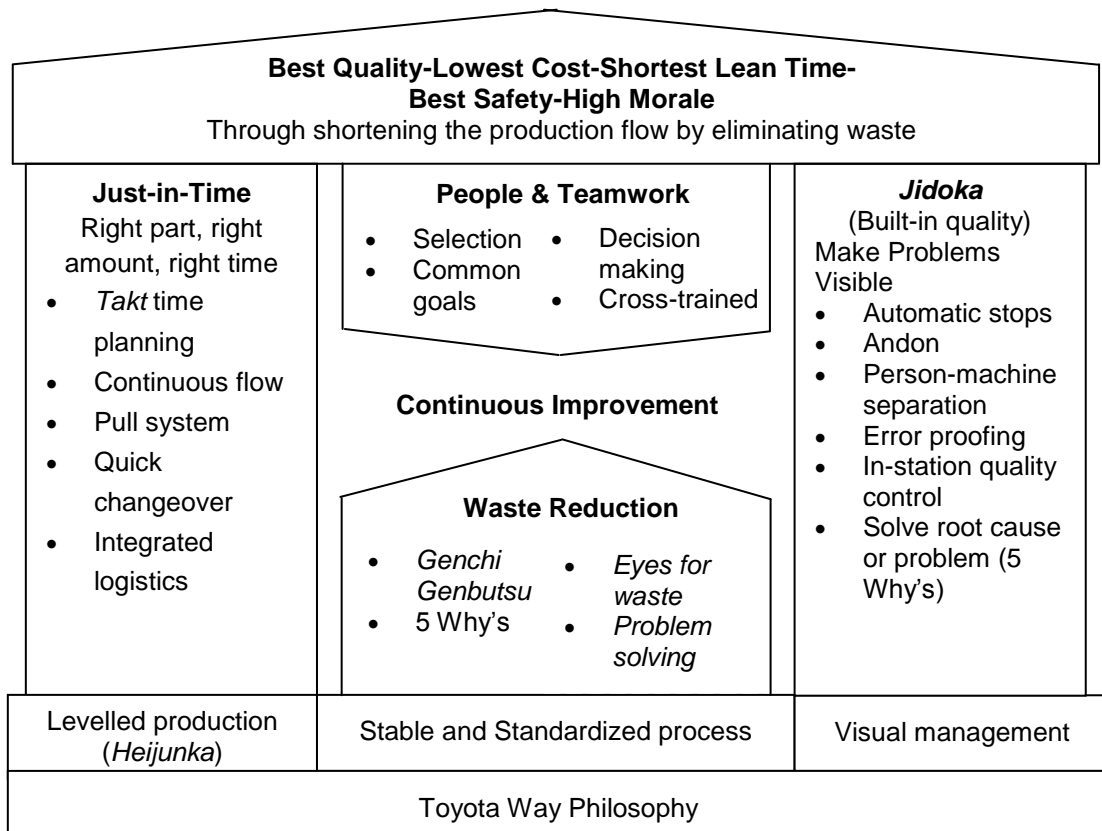 Best Quality-Lowest Cost-Shortest Lean Time-
Best Safety-High Morale
Through shortening the production flow by eliminating waste
Just-in-Time
Right part, right
amount, right time
• Takt time
planning
• Continuous flow
• Pull system
• Quick
changeover
• Integrated
logistics
People & Teamwork
• Selection
• Common
goals
• Decision
making
• Cross-trained
Continuous Improvement
Waste Reduction
• Genchi
Genbutsu
• 5 Why's
• Eyes for
waste
• Problem
solving
Jidoka
(Built-in quality)
Make Problems
Visible
• Automatic stops
• Andon
• Person-machine
separation
• Error proofing
• In-station quality
control
• Solve root cause
or problem (5
Why's)
Levelled production
(Heijunka)
Stable and Standardized process
Visual management
Toyota Way Philosophy